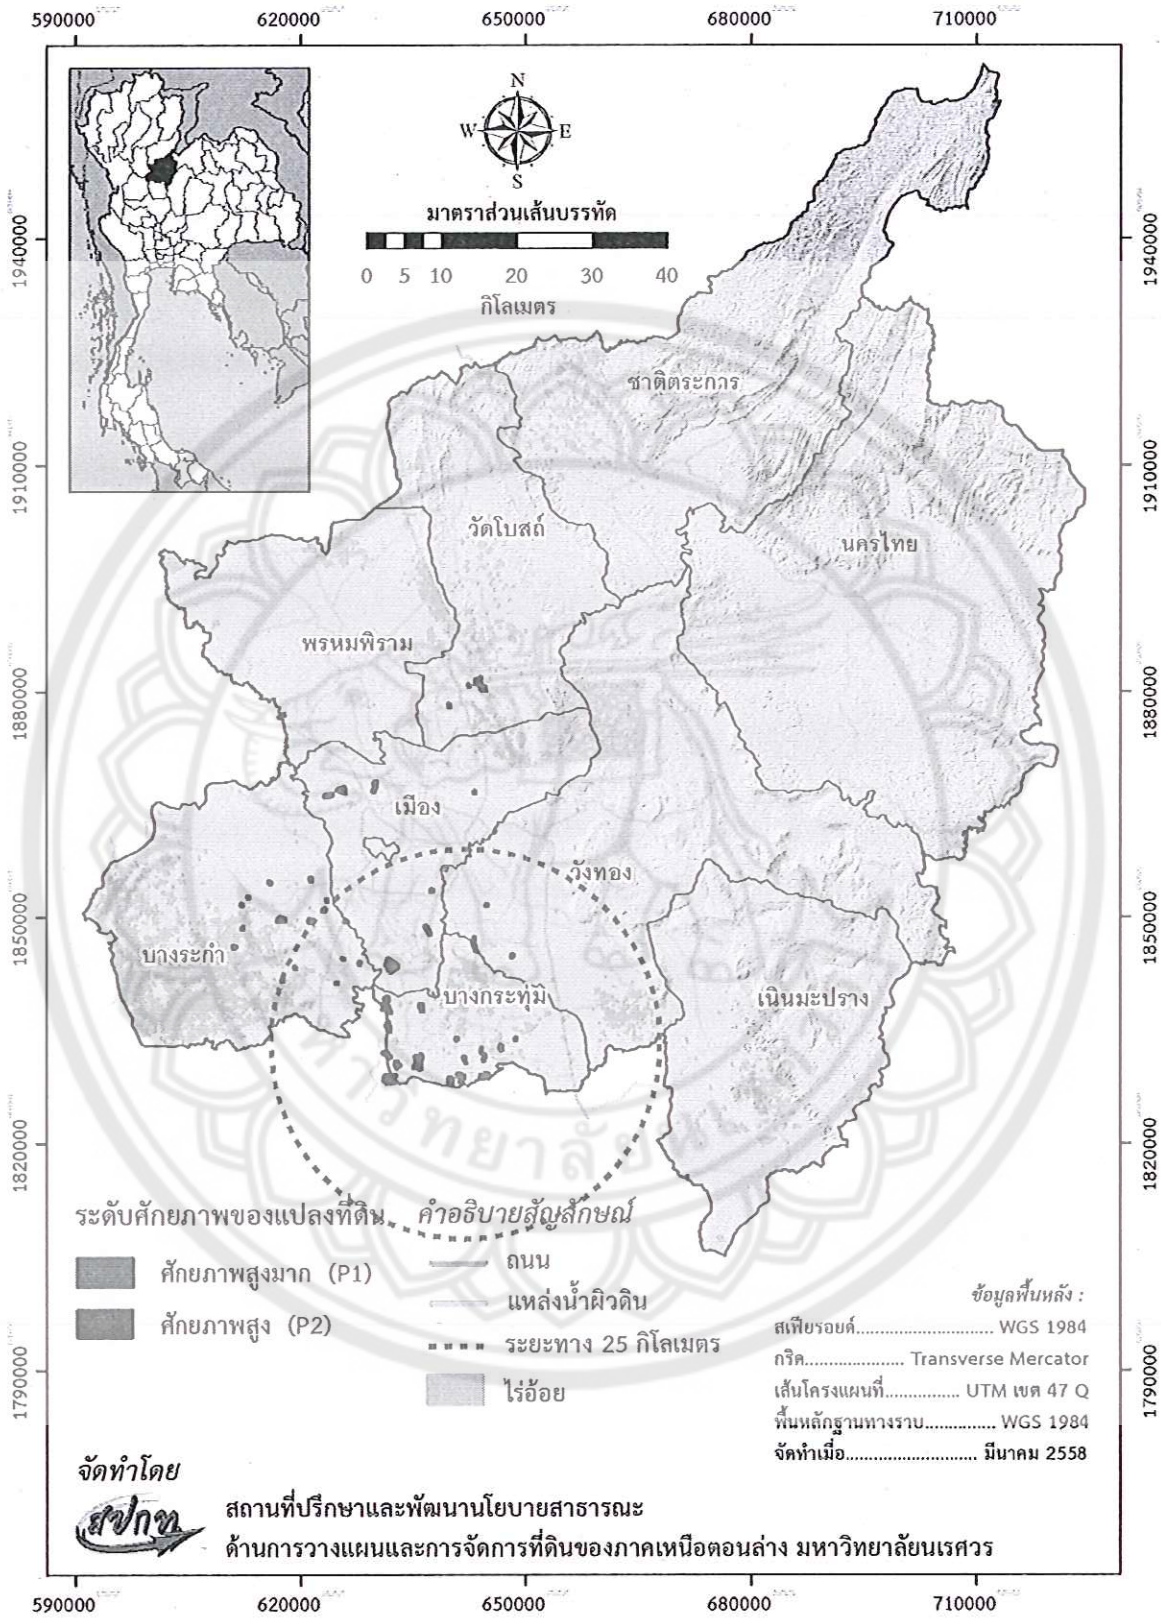 590000 620000 650000 680000 710000
N
W E
S
มาตราส่วนเส้นบรรทัด
0 5 10 20 30 40
กิโลเมตร
1940000 1940000
ชาติตระการ
1910000 1910000
วัดโบสถ์
นครไทย
พรหมพิราม
1880000 1880000
เมือง
วังทอง
1850000 1850000
บางระกำ
บางกระทุ่ม
เนินมะปราง
1820000 1820000
มหาวิทยาลัย
ระดับศักยภาพของแปลงที่ดิน
ศักยภาพสูงมาก (P1)
ศักยภาพสูง (P2)
คำอธิบายสัญลักษณ์
ถนน
แหล่งน้ำผิวดิน
ระยะทาง 25 กิโลเมตร
ไร่อ้อย
1790000 1790000
ข้อมูลพื้นหลัง :
สเฟียรอยด์.............................. WGS 1984
กริด...................... Transverse Mercator
เส้นโครงแผนที่................ UTM เขต 47 Q
พื้นหลักฐานทางราบ............... WGS 1984
จัดทำเมื่อ............................. มีนาคม 2558
จัดทำโดย
สปกท
สถานที่ปรึกษาและพัฒนานโยบายสาธารณะ
ด้านการวางแผนและการจัดการที่ดินของภาคเหนือตอนล่าง มหาวิทยาลัยนเรศวร
590000 620000 650000 680000 710000